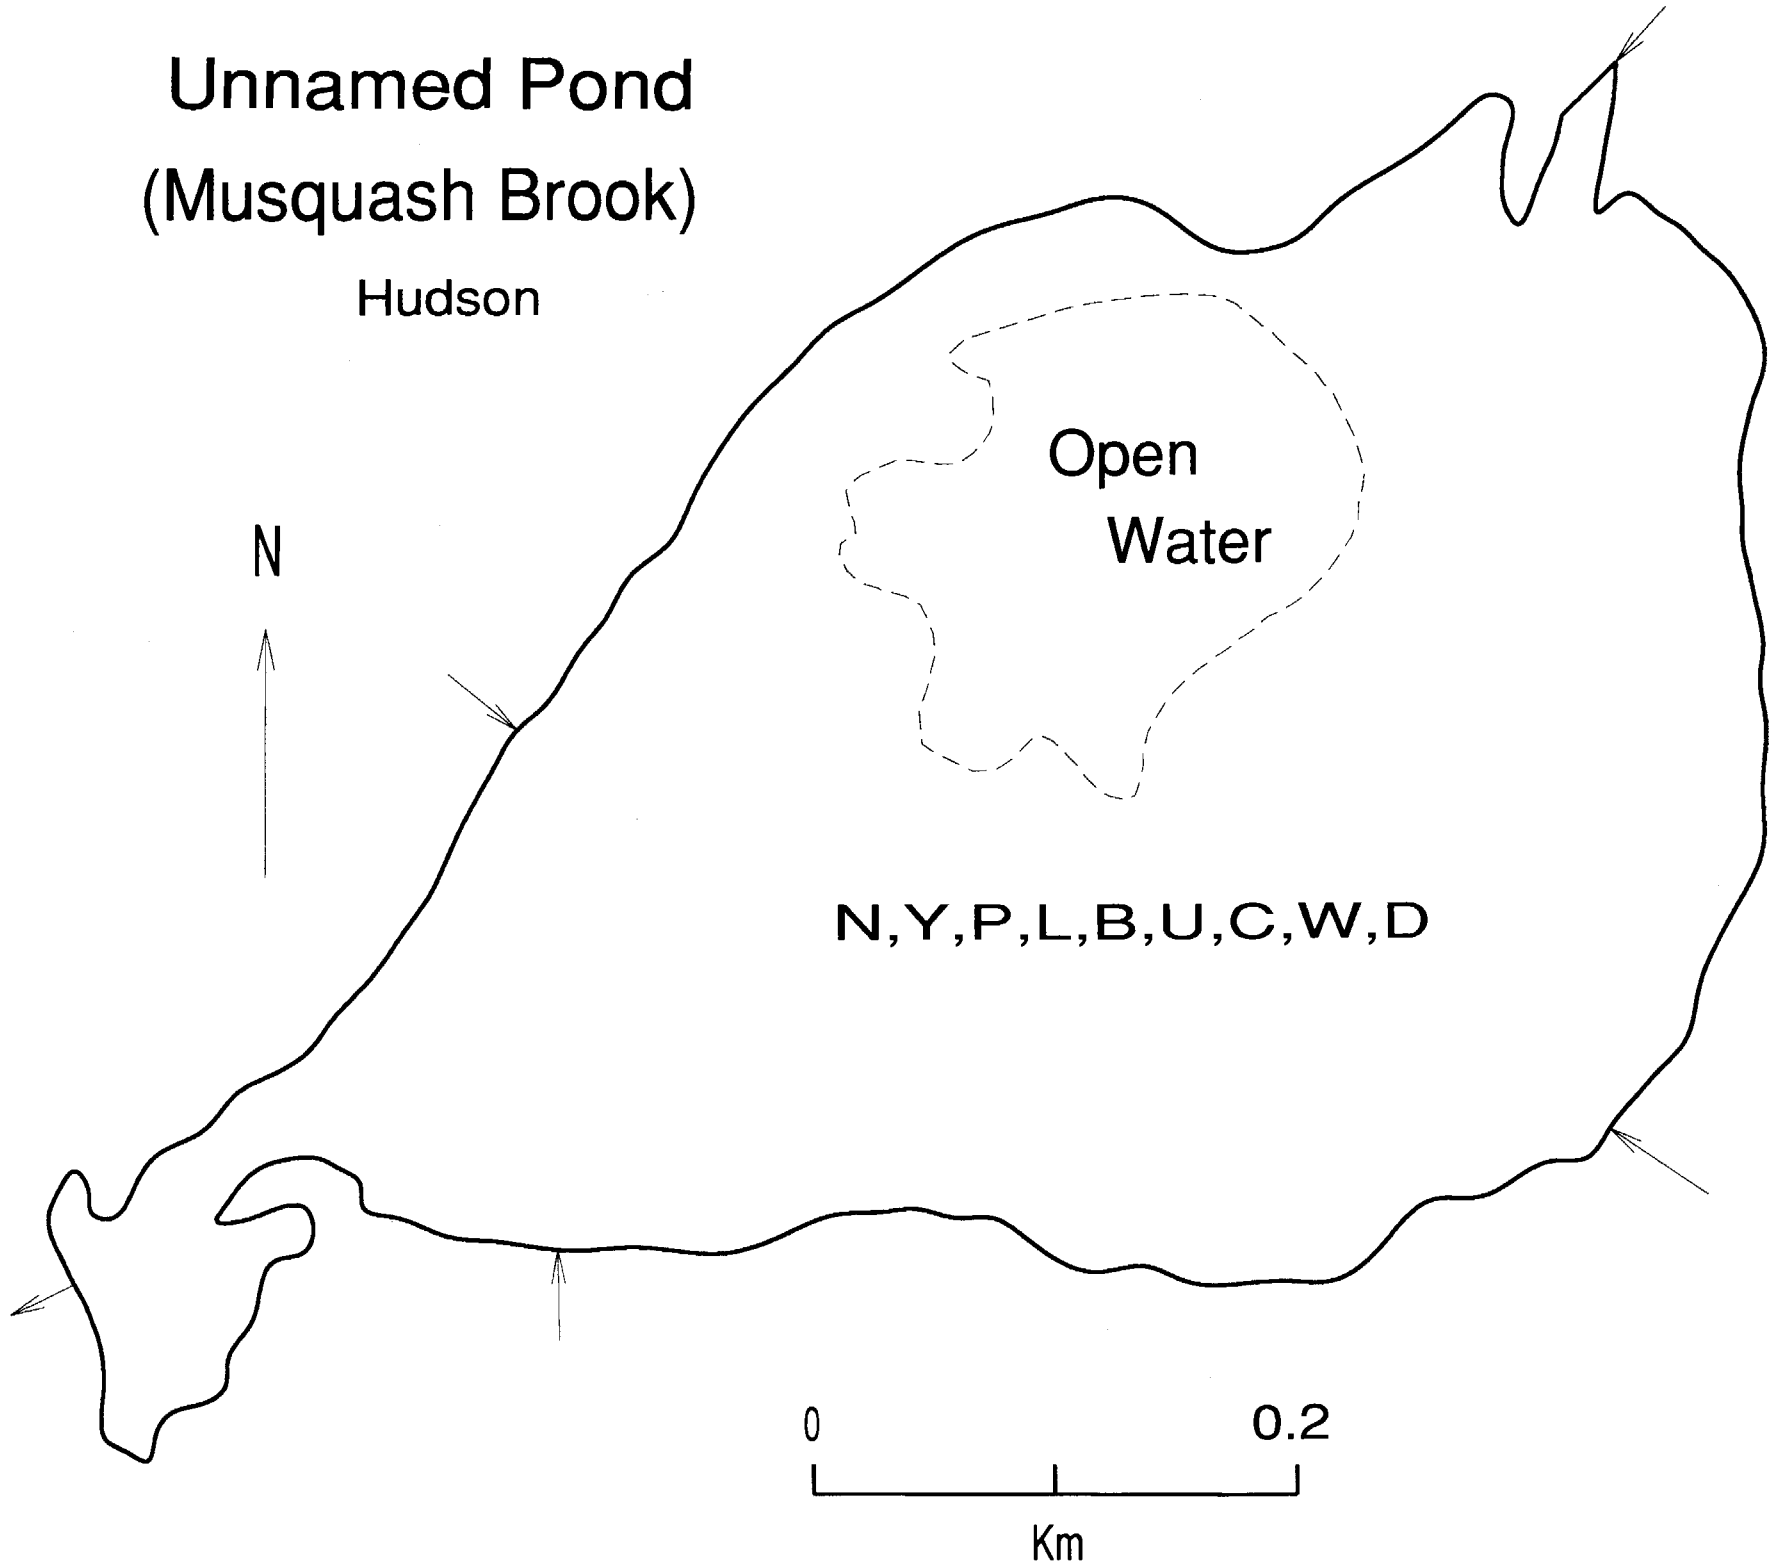 Unnamed Pond
(Musquash Brook)
Hudson
Open
Water
N
N,Y,P,L,B,U,C,W,D
0 0.2
Km